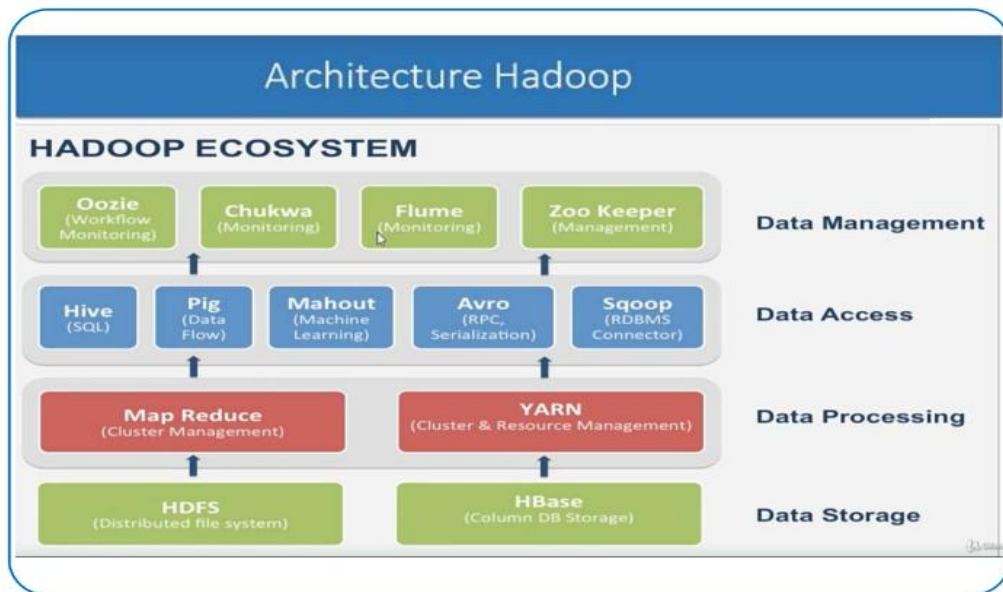 Architecture Hadoop
HADOOP ECOSYSTEM
Oozie
(Workflow
Monitoring)
Chukwa
(Monitoring)
Flume
(Monitoring)
Zoo Keeper
(Management)
Data Management
Hive
(SQL)
Pig
(Data
Flow)
Mahout
(Machine
Learning)
Avro
(RPC,
Serialization)
Sqoop
(RDBMS
Connector)
Data Access
Map Reduce
(Cluster Management)
YARN
(Cluster & Resource Management)
Data Processing
HDFS
(Distributed file system)
HBase
(Column DB Storage)
Data Storage